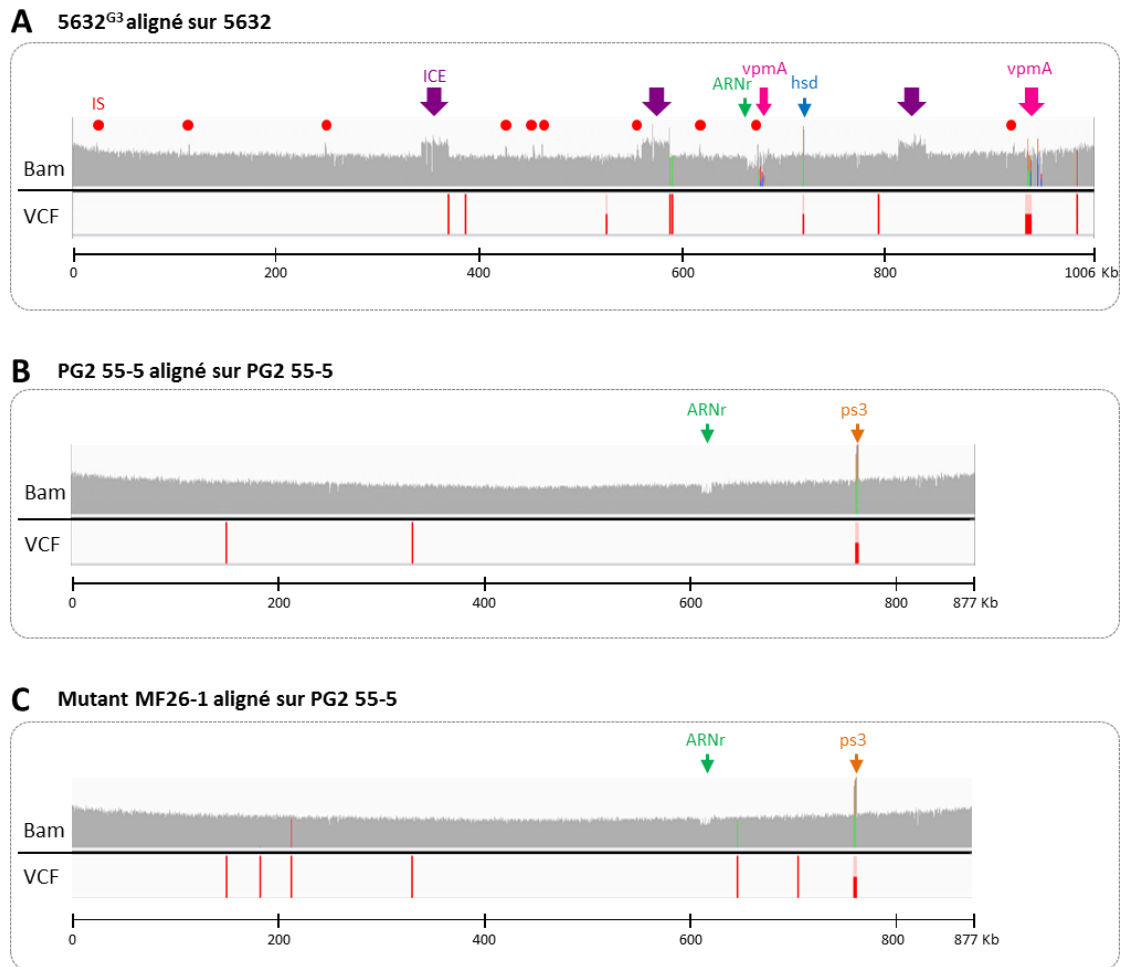 A 5632G3 aligné sur 5632
ICE vpmA ARNr hsd vpmA
IS
Bam
VCF
0 200 400 600 800 1006 Kb
B PG2 55-5 aligné sur PG2 55-5
ARNr ps3
Bam
VCF
0 200 400 600 800 877 Kb
C Mutant MF26-1 aligné sur PG2 55-5
ARNr ps3
Bam
VCF
0 200 400 600 800 877 Kb